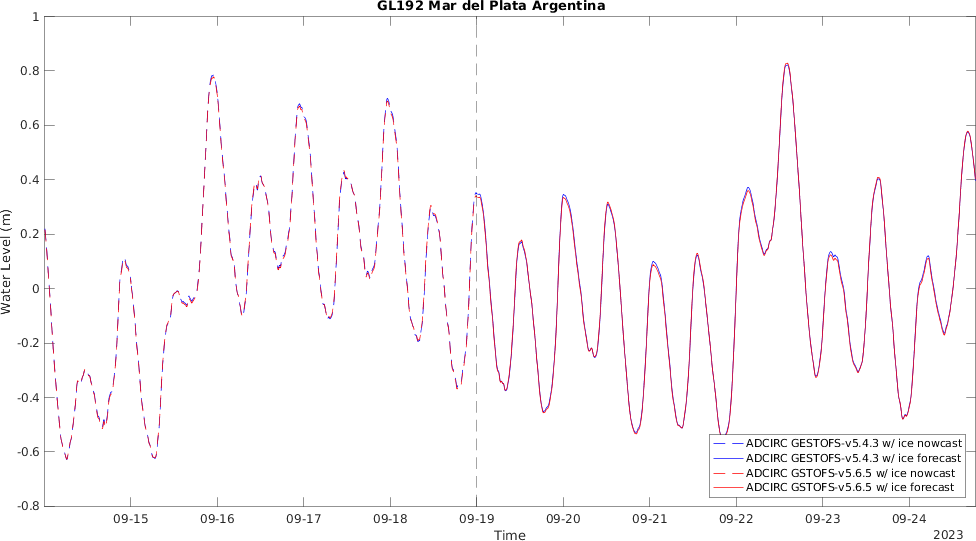 GL192 Mar del Plata Argentina
Water Level (m)
1
0.8
0.6
0.4
0.2
0
-0.2
-0.4
-0.6
-0.8
ADCIRC GESTOFS-v5.4.3 w/ ice nowcast
ADCIRC GESTOFS-v5.4.3 w/ ice forecast
ADCIRC GSTOFS-v5.6.5 w/ ice nowcast
ADCIRC GSTOFS-v5.6.5 w/ ice forecast
09-15 09-16 09-17 09-18 09-19 09-20 09-21 09-22 09-23 09-24
Time
2023